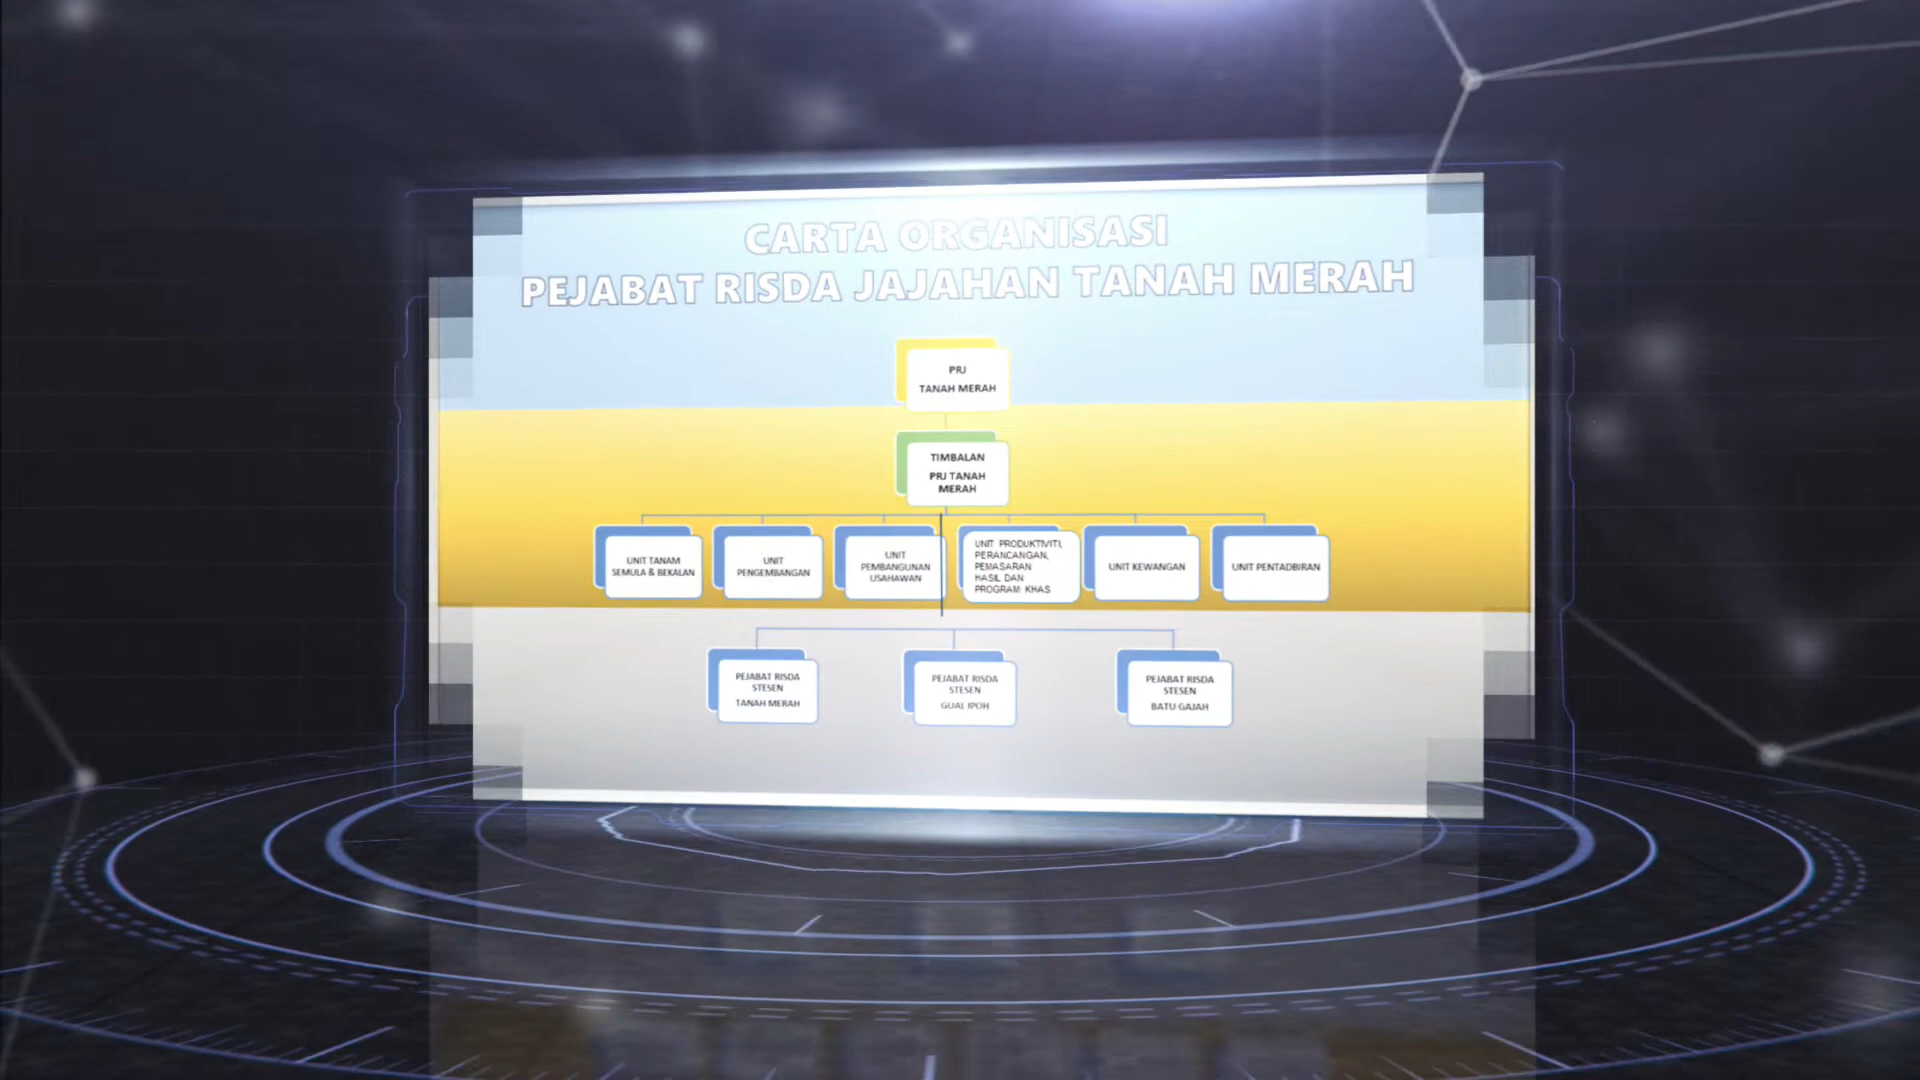 CARTA ORGANISASI
PEJABAT RISDA JAJAHAN TANAH MERAH
PRJ
TANAH MERAH
TIMBALAN
PRJ TANAH
MERAH
UNIT TANAM
SEMULA & BEKALAN
UNIT
PENGEMBANGAN
UNIT
PEMBANGUNAN
USAHAWAN
UNIT PRODUKTIVITI,
PERANCANGAN,
PEMASARAN
HASIL DAN
PROGRAM KHAS
UNIT KEWANGAN
UNIT PENTADBIRAN
PEJABAT RISDA
STESEN
TANAH MERAH
PEJABAT RISDA
STESEN
GUAL IPOH
PEJABAT RISDA
STESEN
BATU GAJAH